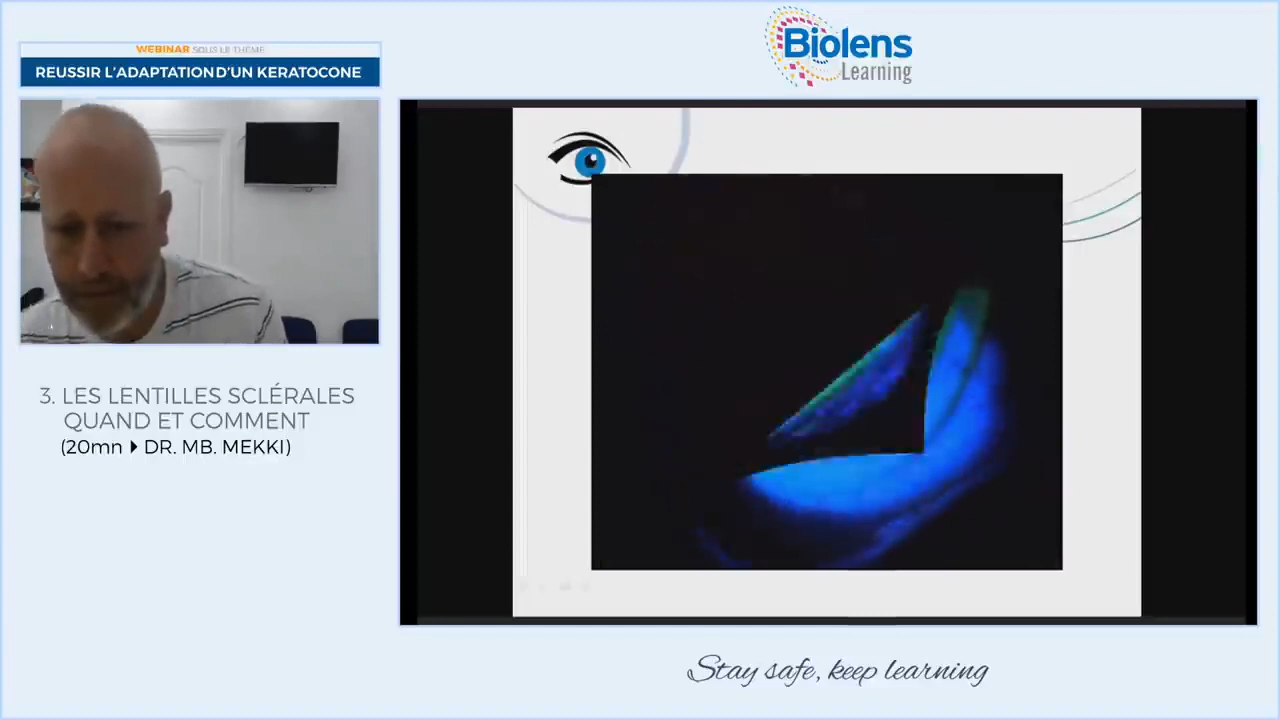 Biolens
Learning
WEBINAR SOUS LE THÈME
REUSSIR L'ADAPTATION D'UN KERATOCONE
3. LES LENTILLES SCLÉRALES
QUAND ET COMMENT
(20mn DR. MB. MEKKI)
Stay safe, keep learning